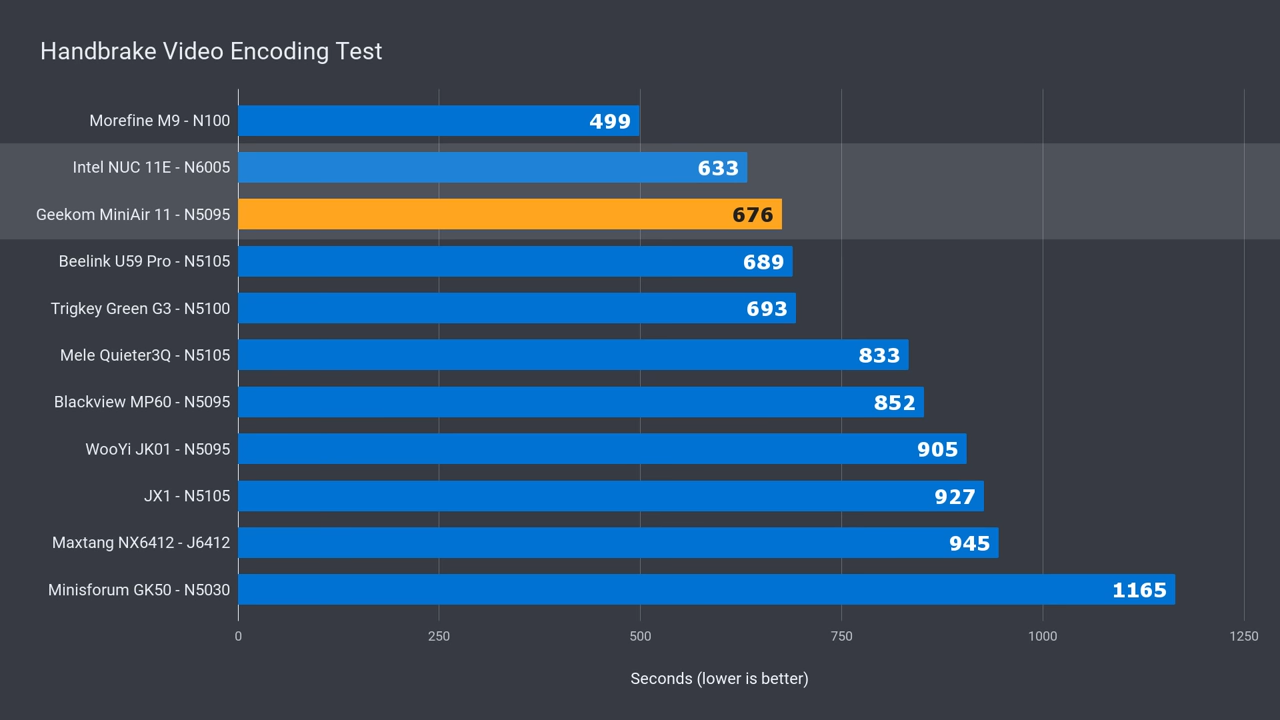 Handbrake Video Encoding Test
Morefine M9 - N100 499
Intel NUC 11E - N6005 633
Geekom MiniAir 11 - N5095 676
Beelink U59 Pro - N5105 689
Trigkey Green G3 - N5100 693
Mele Quieter3Q - N5105 833
Blackview MP60 - N5095 852
WooYi JK01 - N5095 905
JX1 - N5105 927
Maxtang NX6412 - J6412 945
Minisforum GK50 - N5030 1165
0 250 500 750 1000 1250
Seconds (lower is better)